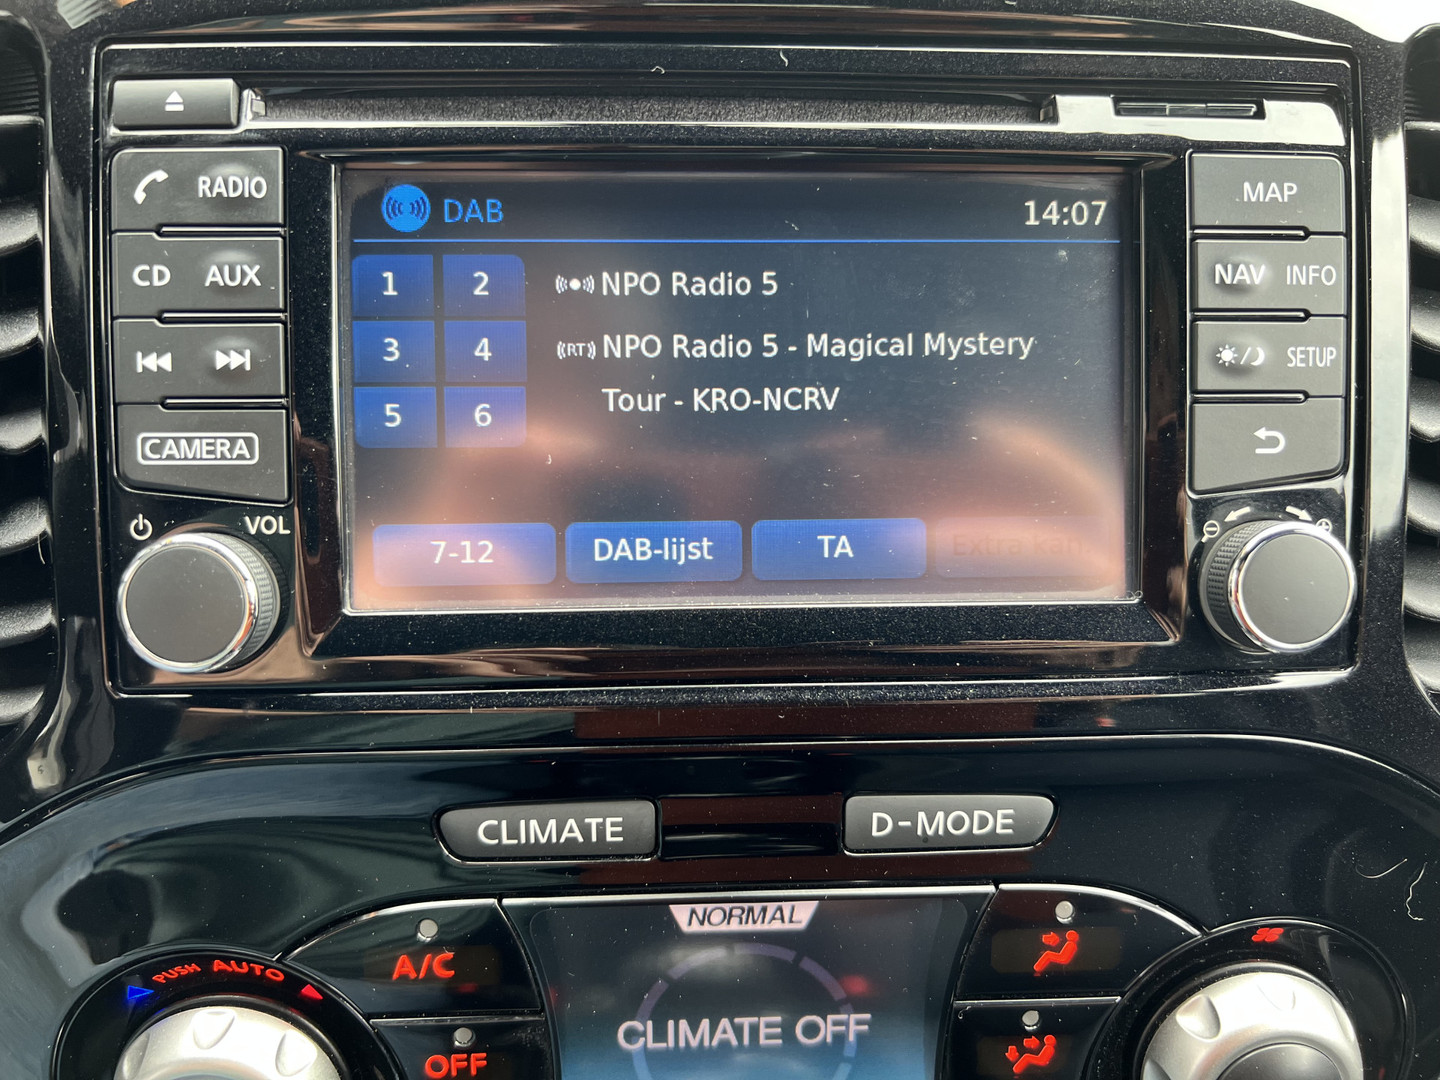 RADIO
CD AUX
CAMERA
VOL
DAB
14:07
1 2
NPO Radio 5
3 4
RT NPO Radio 5 - Magical Mystery
Tour - KRO-NCRV
5 6
7-12 DAB-lijst TA Extra kan
MAP
NAV INFO
SETUP
CLIMATE D-MODE
PUSH AUTO
A/C
OFF
NORMAL
CLIMATE OFF